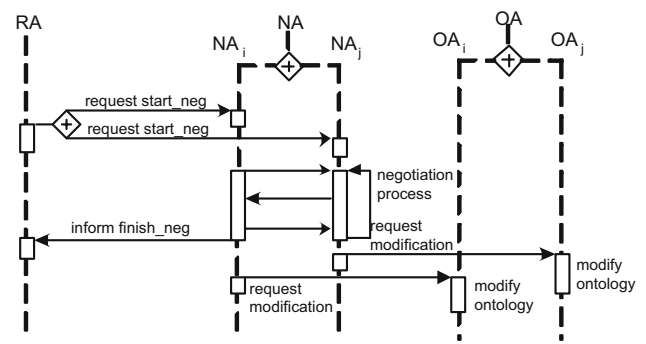 RA
NA
OA
NA i
NA j
OA i
OA j
+
+
request start_neg
+
request start_neg
negotiation
process
inform finish_neg
request
modification
request
modification
modify
ontology
modify
ontology